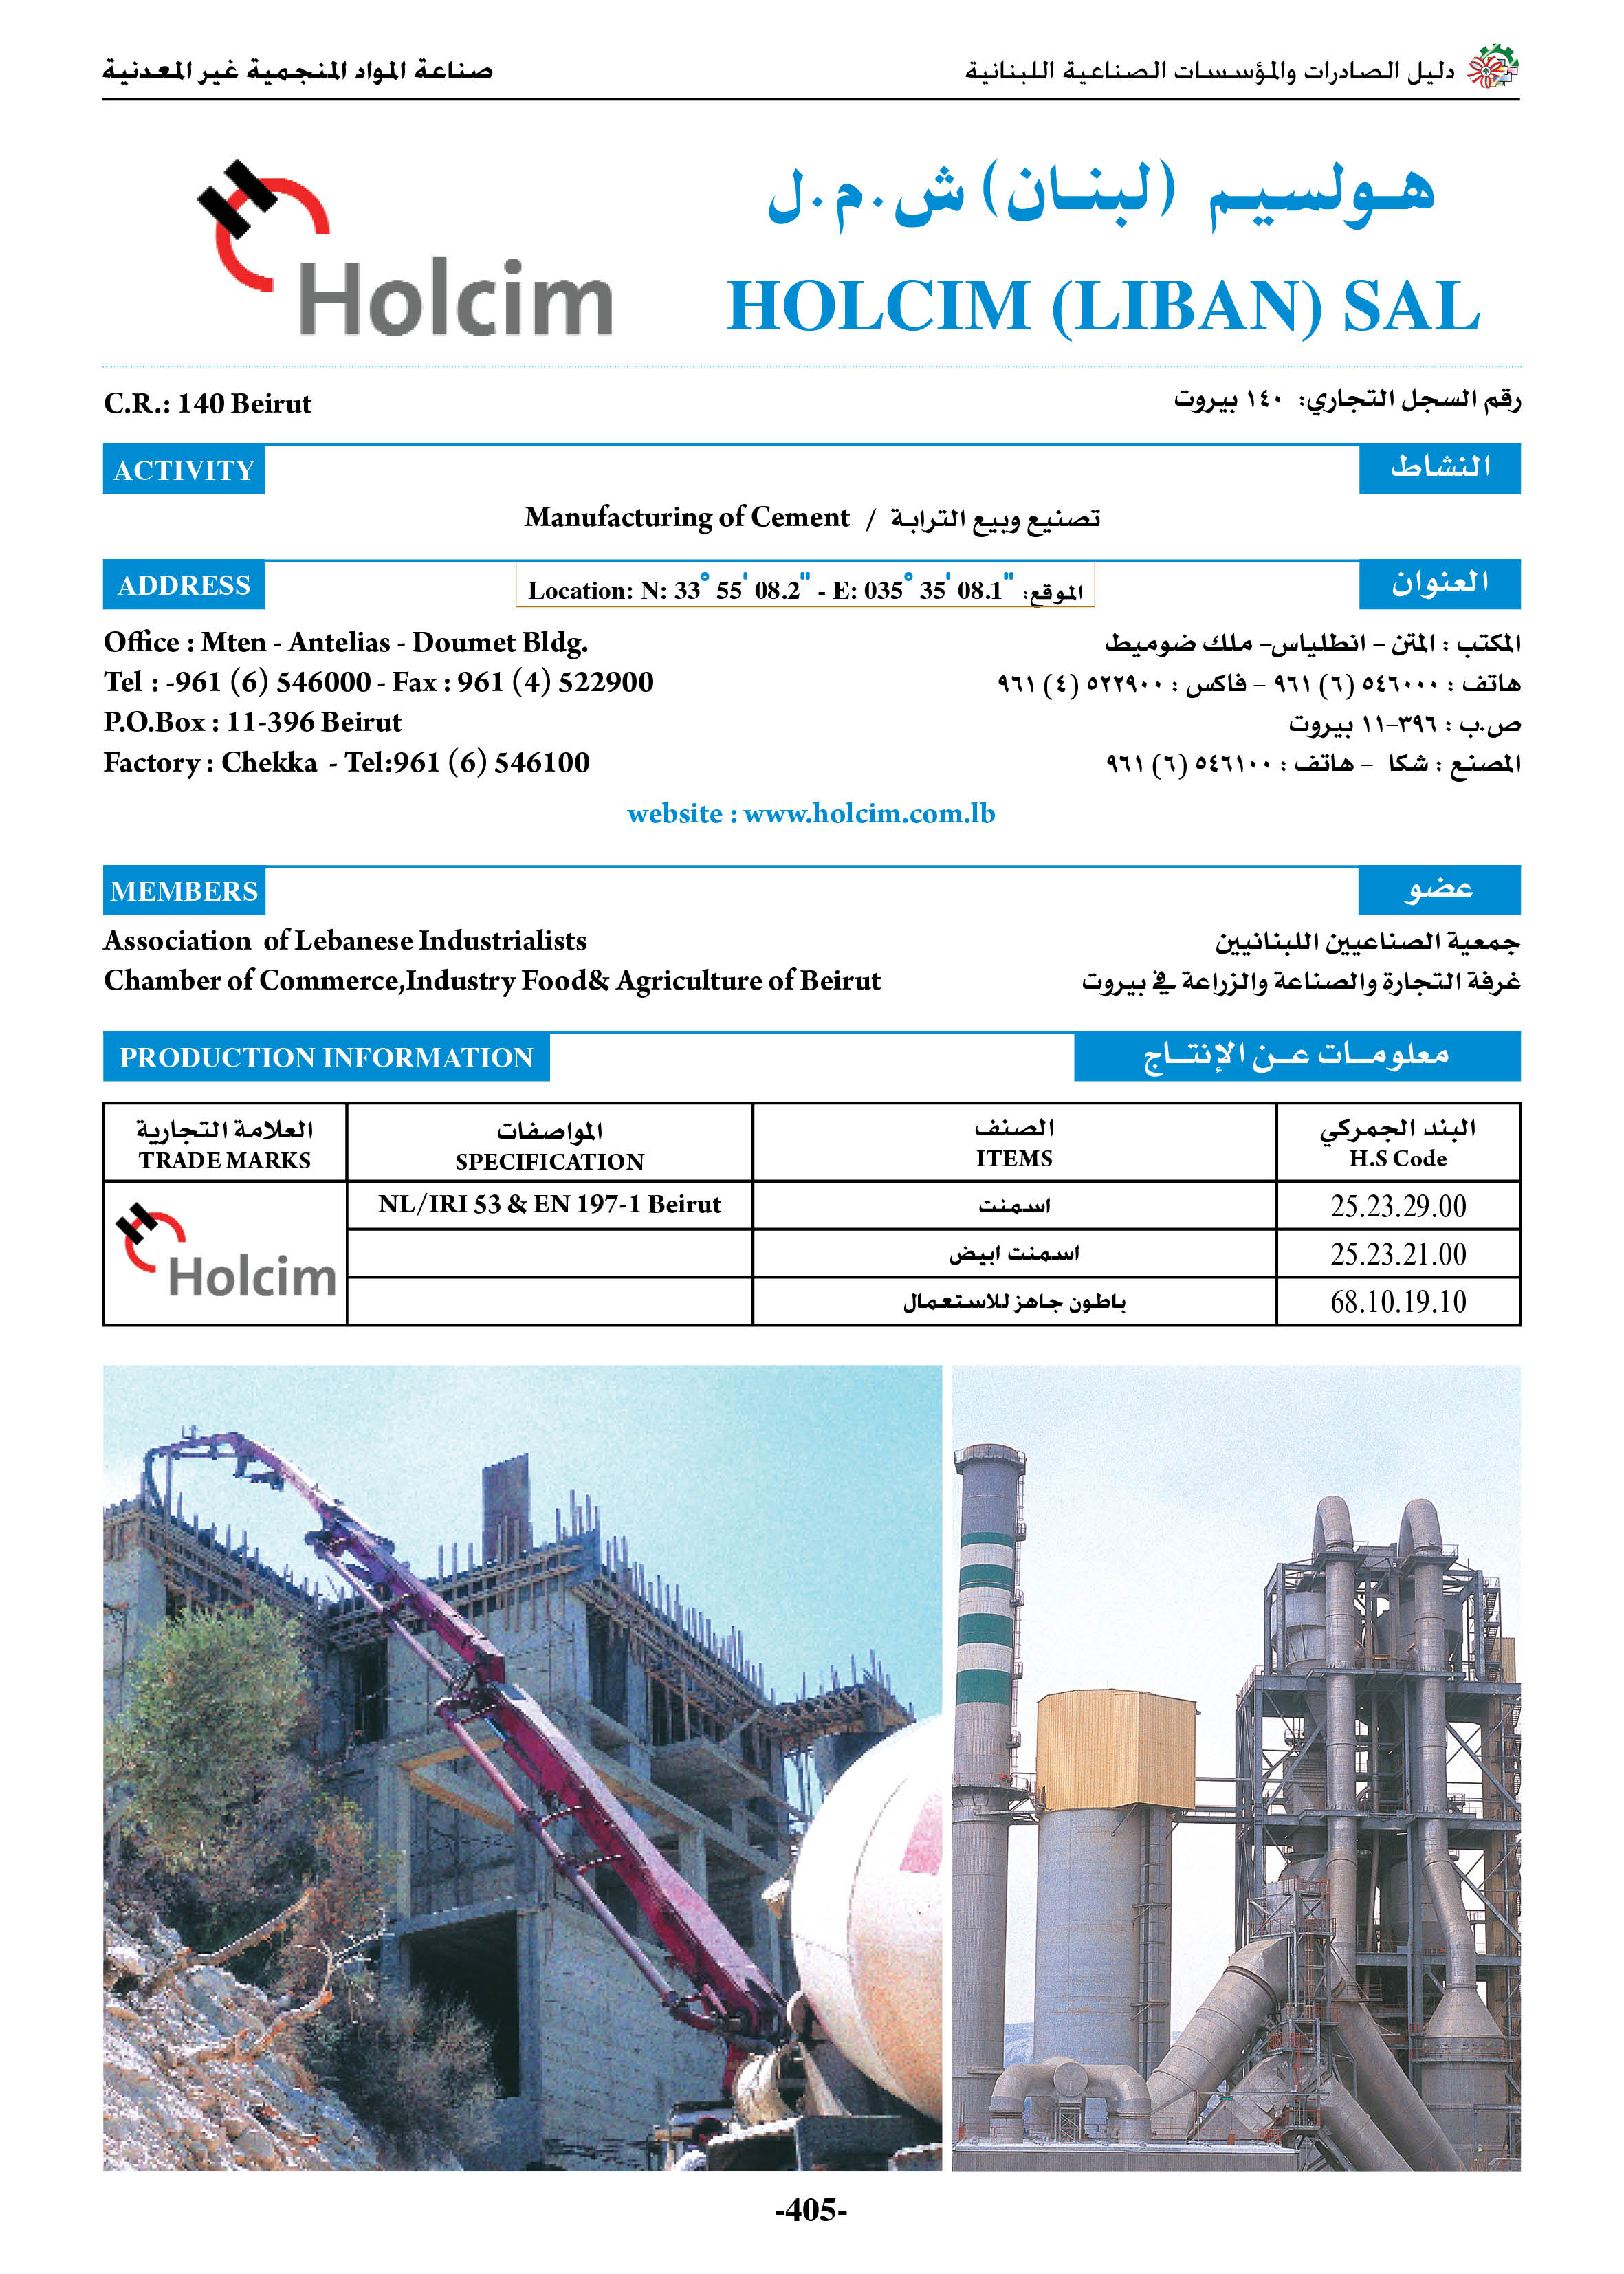 دليل الصادرات والمؤسسات الصناعية اللبنانية
صناعة المواد المنجمية غير المعدنية
Holcim
هولسيم (لبنان) ش.م.ل
HOLCIM (LIBAN) SAL
C.R.: 140 Beirut
رقم السجل التجاري: ١٤٠ بيروت
ACTIVITY
النشاط
Manufacturing of Cement / تصنيع وبيع الترابة
ADDRESS
Location: N: 33° 55' 08.2" - E: 035° 35' 08.1" الموقع:
العنوان
Office : Mten - Antelias - Doumet Bldg.
المكتب : المتن - انطلياس- ملك ضوميط
Tel : -961 (6) 546000 - Fax : 961 (4) 522900
هاتف : ٥٤٦٠٠٠ (٦) ٩٦١ - فاكس : ٥٢٢٩٠٠ (٤) ٩٦١
P.O.Box : 11-396 Beirut
ص.ب : ٣٩٦-١١ بيروت
Factory : Chekka - Tel:961 (6) 546100
المصنع : شكا - هاتف : ٥٤٦١٠٠ (٦) ٩٦١
website : www.holcim.com.lb
MEMBERS
عضو
Association of Lebanese Industrialists
جمعية الصناعيين اللبنانيين
Chamber of Commerce,Industry Food& Agriculture of Beirut
غرفة التجارة والصناعة والزراعة في بيروت
PRODUCTION INFORMATION
معلومات عن الإنتاج
العلامة التجارية المواصفات الصنف البند الجمركي
TRADE MARKS SPECIFICATION ITEMS H.S Code
NL/IRI 53 & EN 197-1 Beirut اسمنت 25.23.29.00
Holcim اسمنت ابيض 25.23.21.00
باطون جاهز للاستعمال 68.10.19.10
-405-